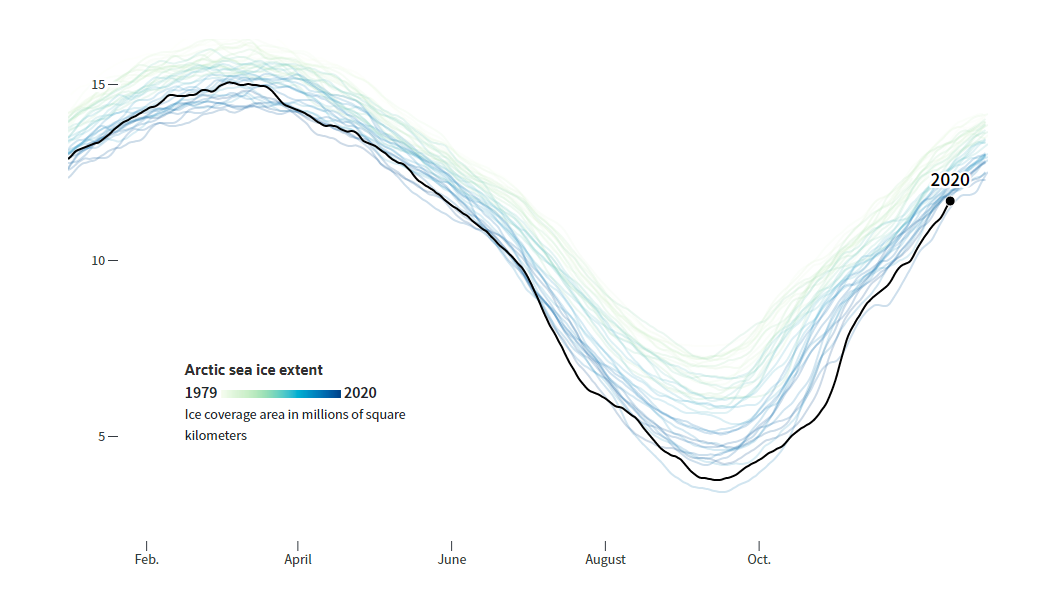 15
2020
10
Arctic sea ice extent
1979 2020
Ice coverage area in millions of square
kilometers
5
Feb. April June August Oct.